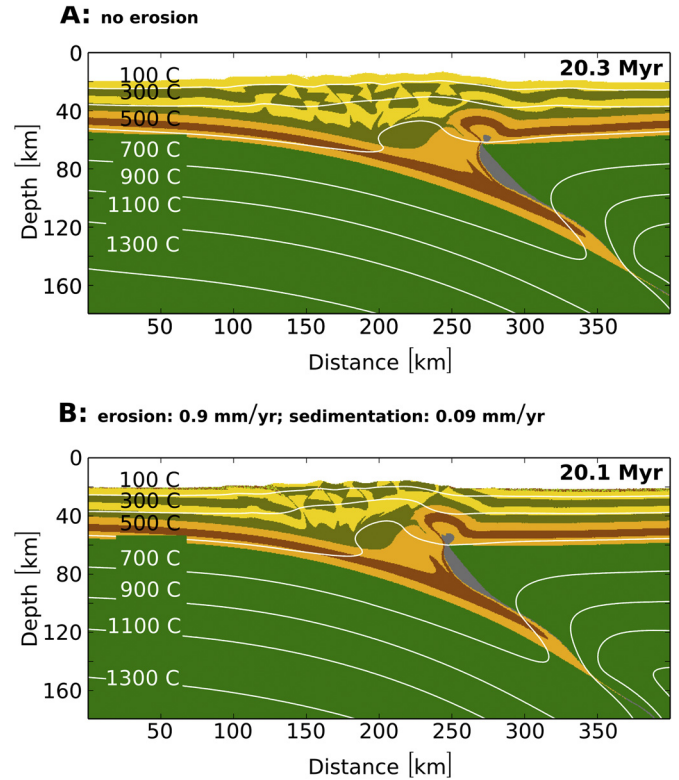 A: no erosion
0
20.3 Myr
100 C
300 C
40
500 C
700 C
80
900 C
1100 C
120
1300 C
160
Depth [km]
50 100 150 200 250 300 350
Distance [km]
B: erosion: 0.9 mm/yr; sedimentation: 0.09 mm/yr
0
20.1 Myr
100 C
300 C
40
500 C
700 C
80
900 C
1100 C
120
1300 C
160
Depth [km]
50 100 150 200 250 300 350
Distance [km]